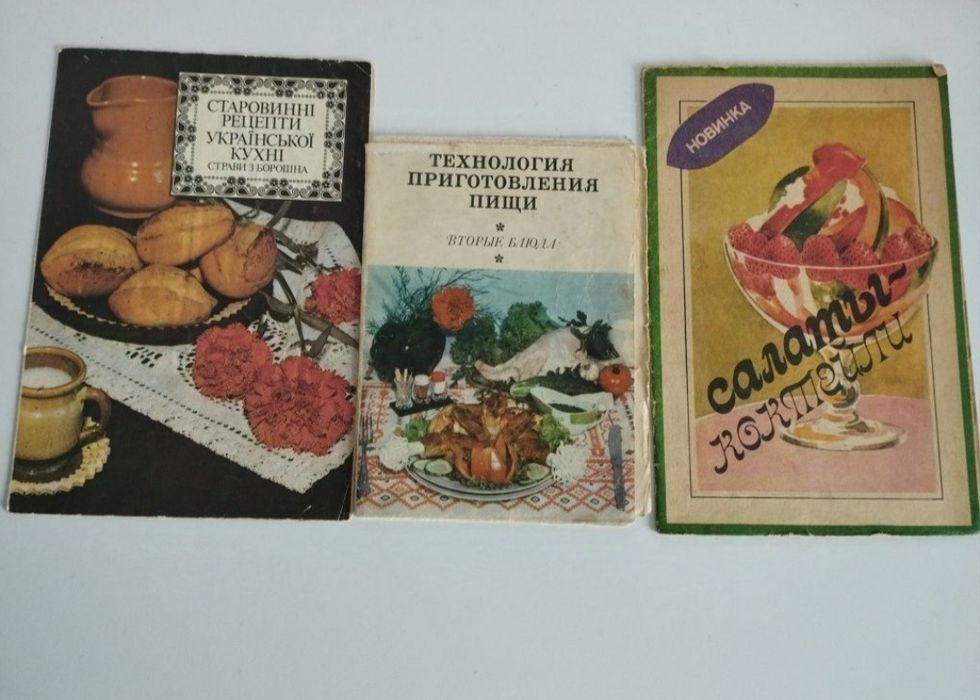 СТАРОВИННІ
РЕЦЕПТИ
УКРАЇНСЬКОЇ
КУХНІ
СТРАВИ З БОРОШНА
ТЕХНОЛОГИЯ
ПРИГОТОВЛЕНИЯ
ПИЩИ
*
ВТОРЫЕ БЛЮДА
*
НОВИНКА
салаты-
коктейли